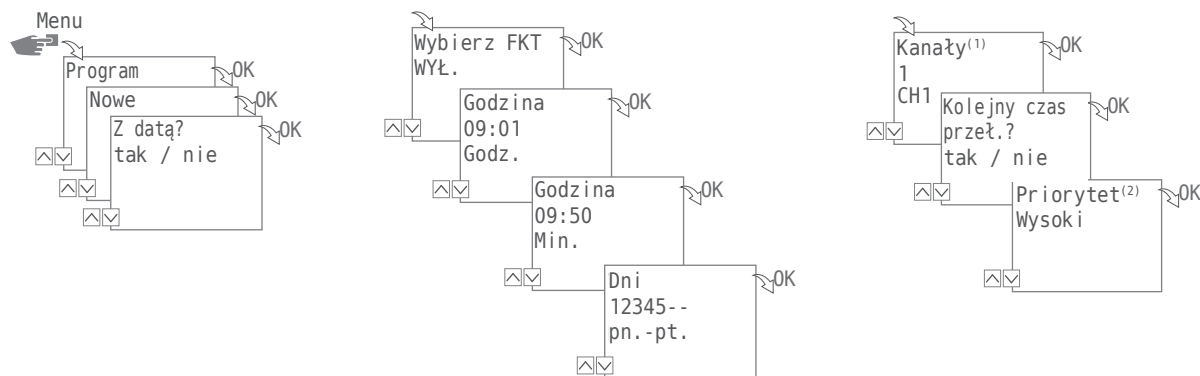 Menu
Program
OK
Nowe
OK
Z datą?
tak / nie
OK
Wybierz FKT
WYŁ.
OK
Godzina
09:01
Godz.
OK
Godzina
09:50
Min.
OK
Dni
12345--
pn.-pt.
OK
Kanały(1)
1
CH1
OK
Kolejny czas
przeł.?
tak / nie
OK
Priorytet(2)
Wysoki
OK